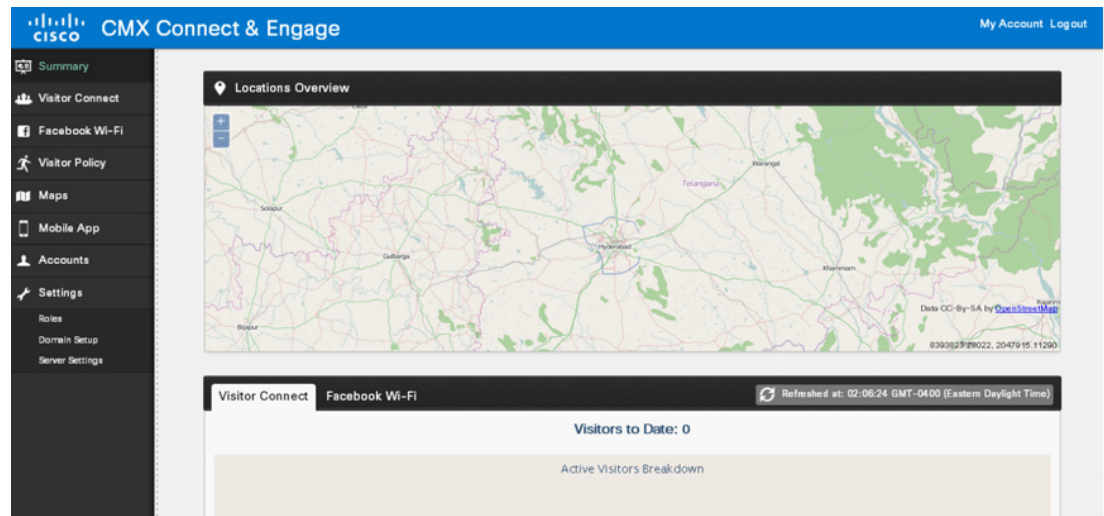 CISCO CMX Connect & Engage
My Account Logout
Summary
Visitor Connect
Facebook Wi-Fi
Visitor Policy
Maps
Mobile App
Accounts
Settings
Roles
Domain Setup
Server Settings
Locations Overview
+
-
Warangal
Telangana
Solapur
Hyderabad
Gulbarga
Khammam
Data CC-By-SA by OpenStreetMap
Bijapur
Visitor Connect Facebook Wi-Fi
Refreshed at: 02:06:24 GMT-0400 (Eastern Daylight Time)
Visitors to Date: 0
Active Visitors Breakdown